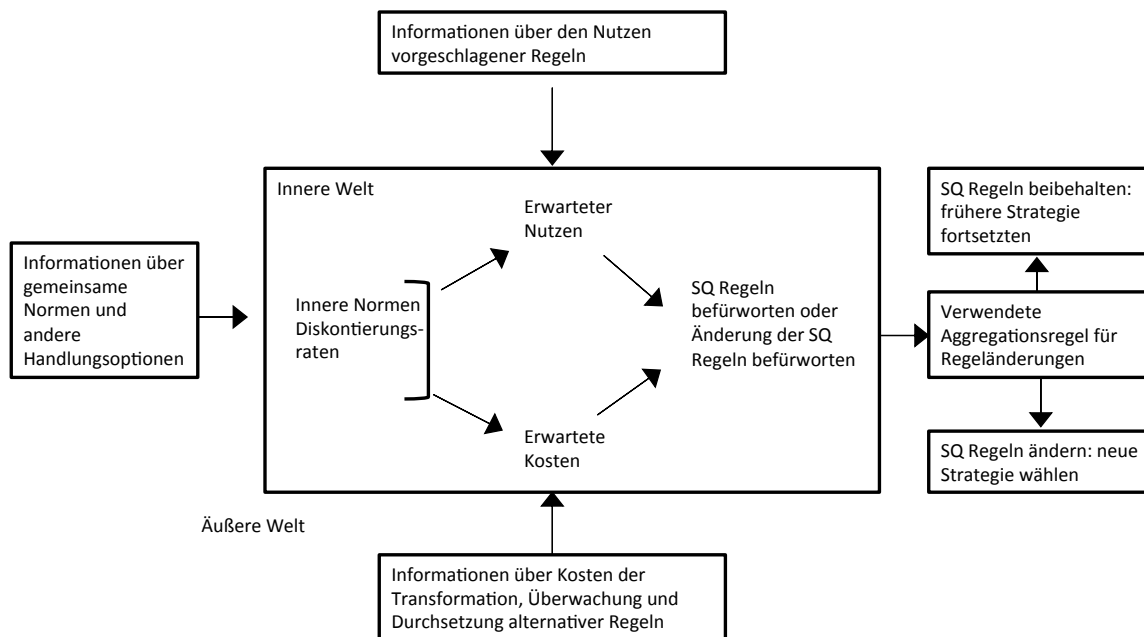 Informationen über den Nutzen
vorgeschlagener Regeln
Innere Welt
Erwarteter
Nutzen
SQ Regeln beibehalten:
frühere Strategie
fortsetzten
Informationen über
gemeinsame
Normen und
andere
Handlungsoptionen
Innere Normen
Diskontierungs-
raten
SQ Regeln
befürworten oder
Änderung der SQ
Regeln befürworten
Verwendete
Aggregationsregel für
Regeländerungen
Erwartete
Kosten
SQ Regeln ändern: neue
Strategie wählen
Äußere Welt
Informationen über Kosten der
Transformation, Überwachung und
Durchsetzung alternativer Regeln